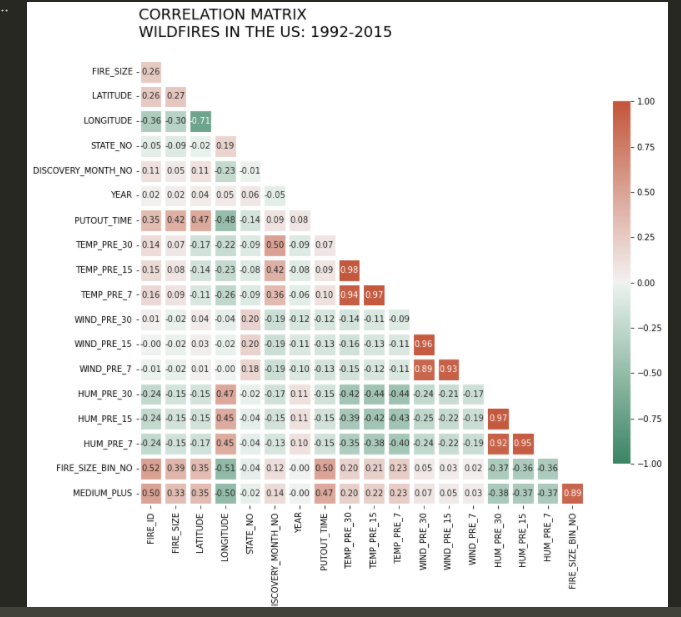 ..
CORRELATION MATRIX
WILDFIRES IN THE US: 1992-2015
FIRE_SIZE - 0.26
LATITUDE - 0.26 0.27
LONGITUDE - -0.36 -0.30 -0.71
STATE_NO - -0.05 -0.09 -0.02 0.19
DISCOVERY_MONTH_NO - 0.11 0.05 0.11 -0.23 -0.01
YEAR - 0.02 0.02 0.04 0.05 0.06 -0.05
PUTOUT_TIME - 0.35 0.42 0.47 -0.48 -0.14 0.09 0.08
TEMP_PRE_30 - 0.14 0.07 -0.17 -0.22 -0.09 0.50 -0.09 0.07
TEMP_PRE_15 - 0.15 0.08 -0.14 -0.23 -0.08 0.42 -0.08 0.09 0.98
TEMP_PRE_7 - 0.16 0.09 -0.11 -0.26 -0.09 0.36 -0.06 0.10 0.94 0.97
WIND_PRE_30 - 0.01 -0.02 0.04 -0.04 0.20 -0.19 -0.12 -0.12 -0.14 -0.11 -0.09
WIND_PRE_15 - -0.00 -0.02 0.03 -0.02 0.20 -0.19 -0.11 -0.13 -0.16 -0.13 -0.11 0.96
WIND_PRE_7 - -0.01 -0.02 0.01 -0.00 0.18 -0.19 -0.10 -0.13 -0.15 -0.12 -0.11 0.89 0.93
HUM_PRE_30 - -0.24 -0.15 -0.15 0.47 -0.02 -0.17 0.11 -0.15 -0.42 -0.44 -0.44 -0.24 -0.21 -0.17
HUM_PRE_15 - -0.24 -0.15 -0.15 0.45 -0.04 -0.15 0.11 -0.15 -0.39 -0.42 -0.43 -0.25 -0.22 -0.19 0.97
HUM_PRE_7 - -0.24 -0.15 -0.17 0.45 -0.04 -0.13 0.10 -0.15 -0.35 -0.38 -0.40 -0.24 -0.22 -0.19 0.92 0.95
FIRE_SIZE_BIN_NO - 0.52 0.39 0.35 -0.51 -0.04 0.12 -0.00 0.50 0.20 0.21 0.23 0.05 0.03 0.02 -0.37 -0.36 -0.36
MEDIUM_PLUS - 0.50 0.33 0.35 -0.50 -0.02 0.14 -0.00 0.47 0.20 0.22 0.23 0.07 0.05 0.03 -0.38 -0.37 -0.37 0.89
FIRE_ID -
FIRE_SIZE -
LATITUDE -
LONGITUDE -
STATE_NO -
ISCOVERY_MONTH_NO -
YEAR -
PUTOUT_TIME -
TEMP_PRE_30 -
TEMP_PRE_15 -
TEMP_PRE_7 -
WIND_PRE_30 -
WIND_PRE_15 -
WIND_PRE_7 -
HUM_PRE_30 -
HUM_PRE_15 -
HUM_PRE_7 -
FIRE_SIZE_BIN_NO -
- 1.00
- 0.75
- 0.50
- 0.25
- 0.00
- -0.25
- -0.50
- -0.75
- -1.00